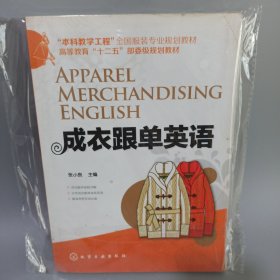 “本科教学工程”全国服装专业规划教材
高等教育“十二五”部委级规划教材
APPAREL
MERCHANDISING
ENGLISH
成衣跟单英语
张小良 主编
化学工业出版社